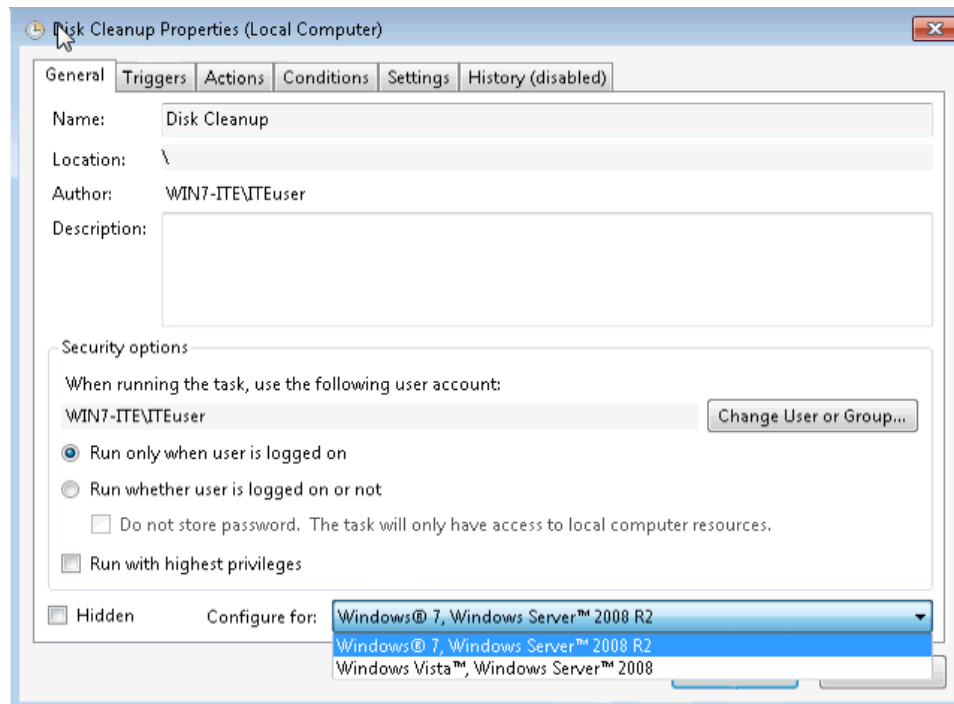 Disk Cleanup Properties (Local Computer)
General Triggers Actions Conditions Settings History (disabled)
Name: Disk Cleanup
Location: \
Author: WIN7-ITE\ITEuser
Description:
Security options
When running the task, use the following user account:
WIN7-ITE\ITEuser Change User or Group...
Run only when user is logged on
Run whether user is logged on or not
Do not store password. The task will only have access to local computer resources.
Run with highest privileges
Hidden Configure for: Windows® 7, Windows Server™ 2008 R2
Windows® 7, Windows Server™ 2008 R2
Windows Vista™, Windows Server™ 2008